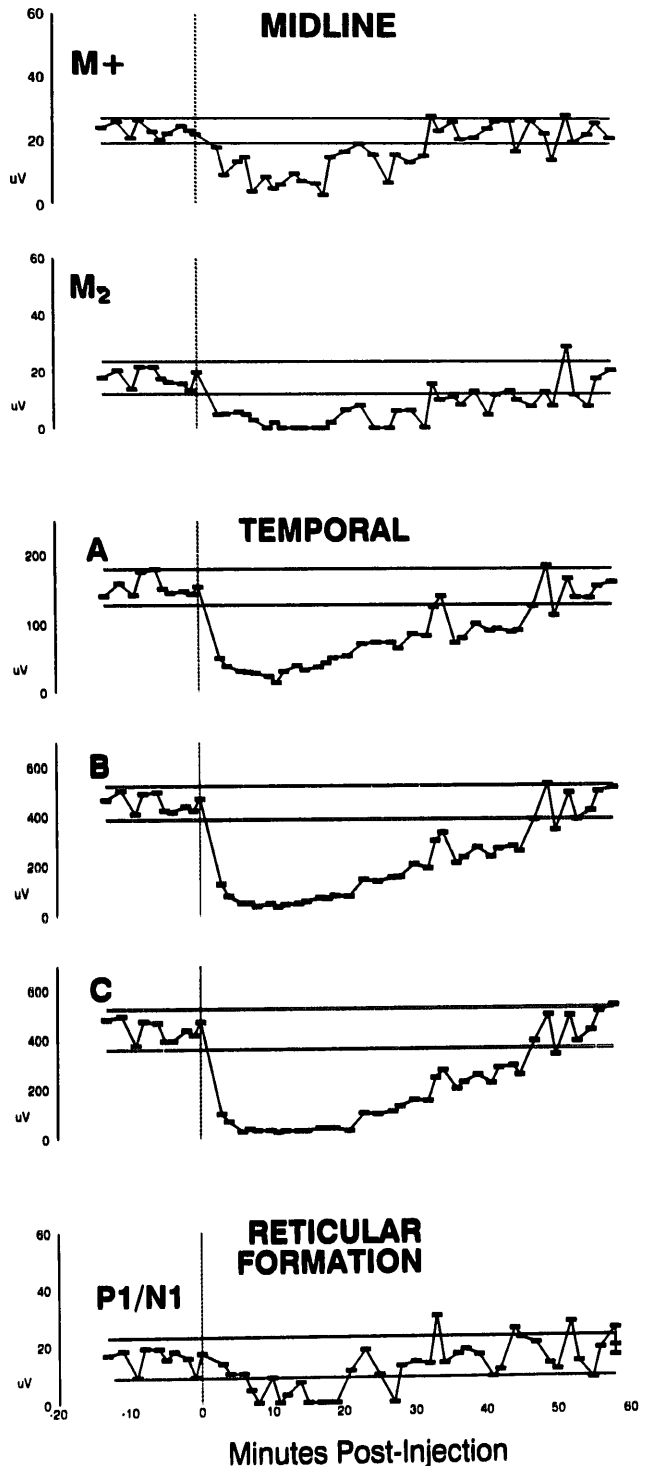 MIDLINE
M+
60
40
20
uV
0
M2
60
40
20
uV
0
TEMPORAL
A
200
100
uV
0
B
600
400
200
uV
0
C
600
400
200
uV
0
RETICULAR
FORMATION
P1/N1
60
40
20
uV
0
-20 -10 0 10 20 30 40 50 60
Minutes Post-Injection